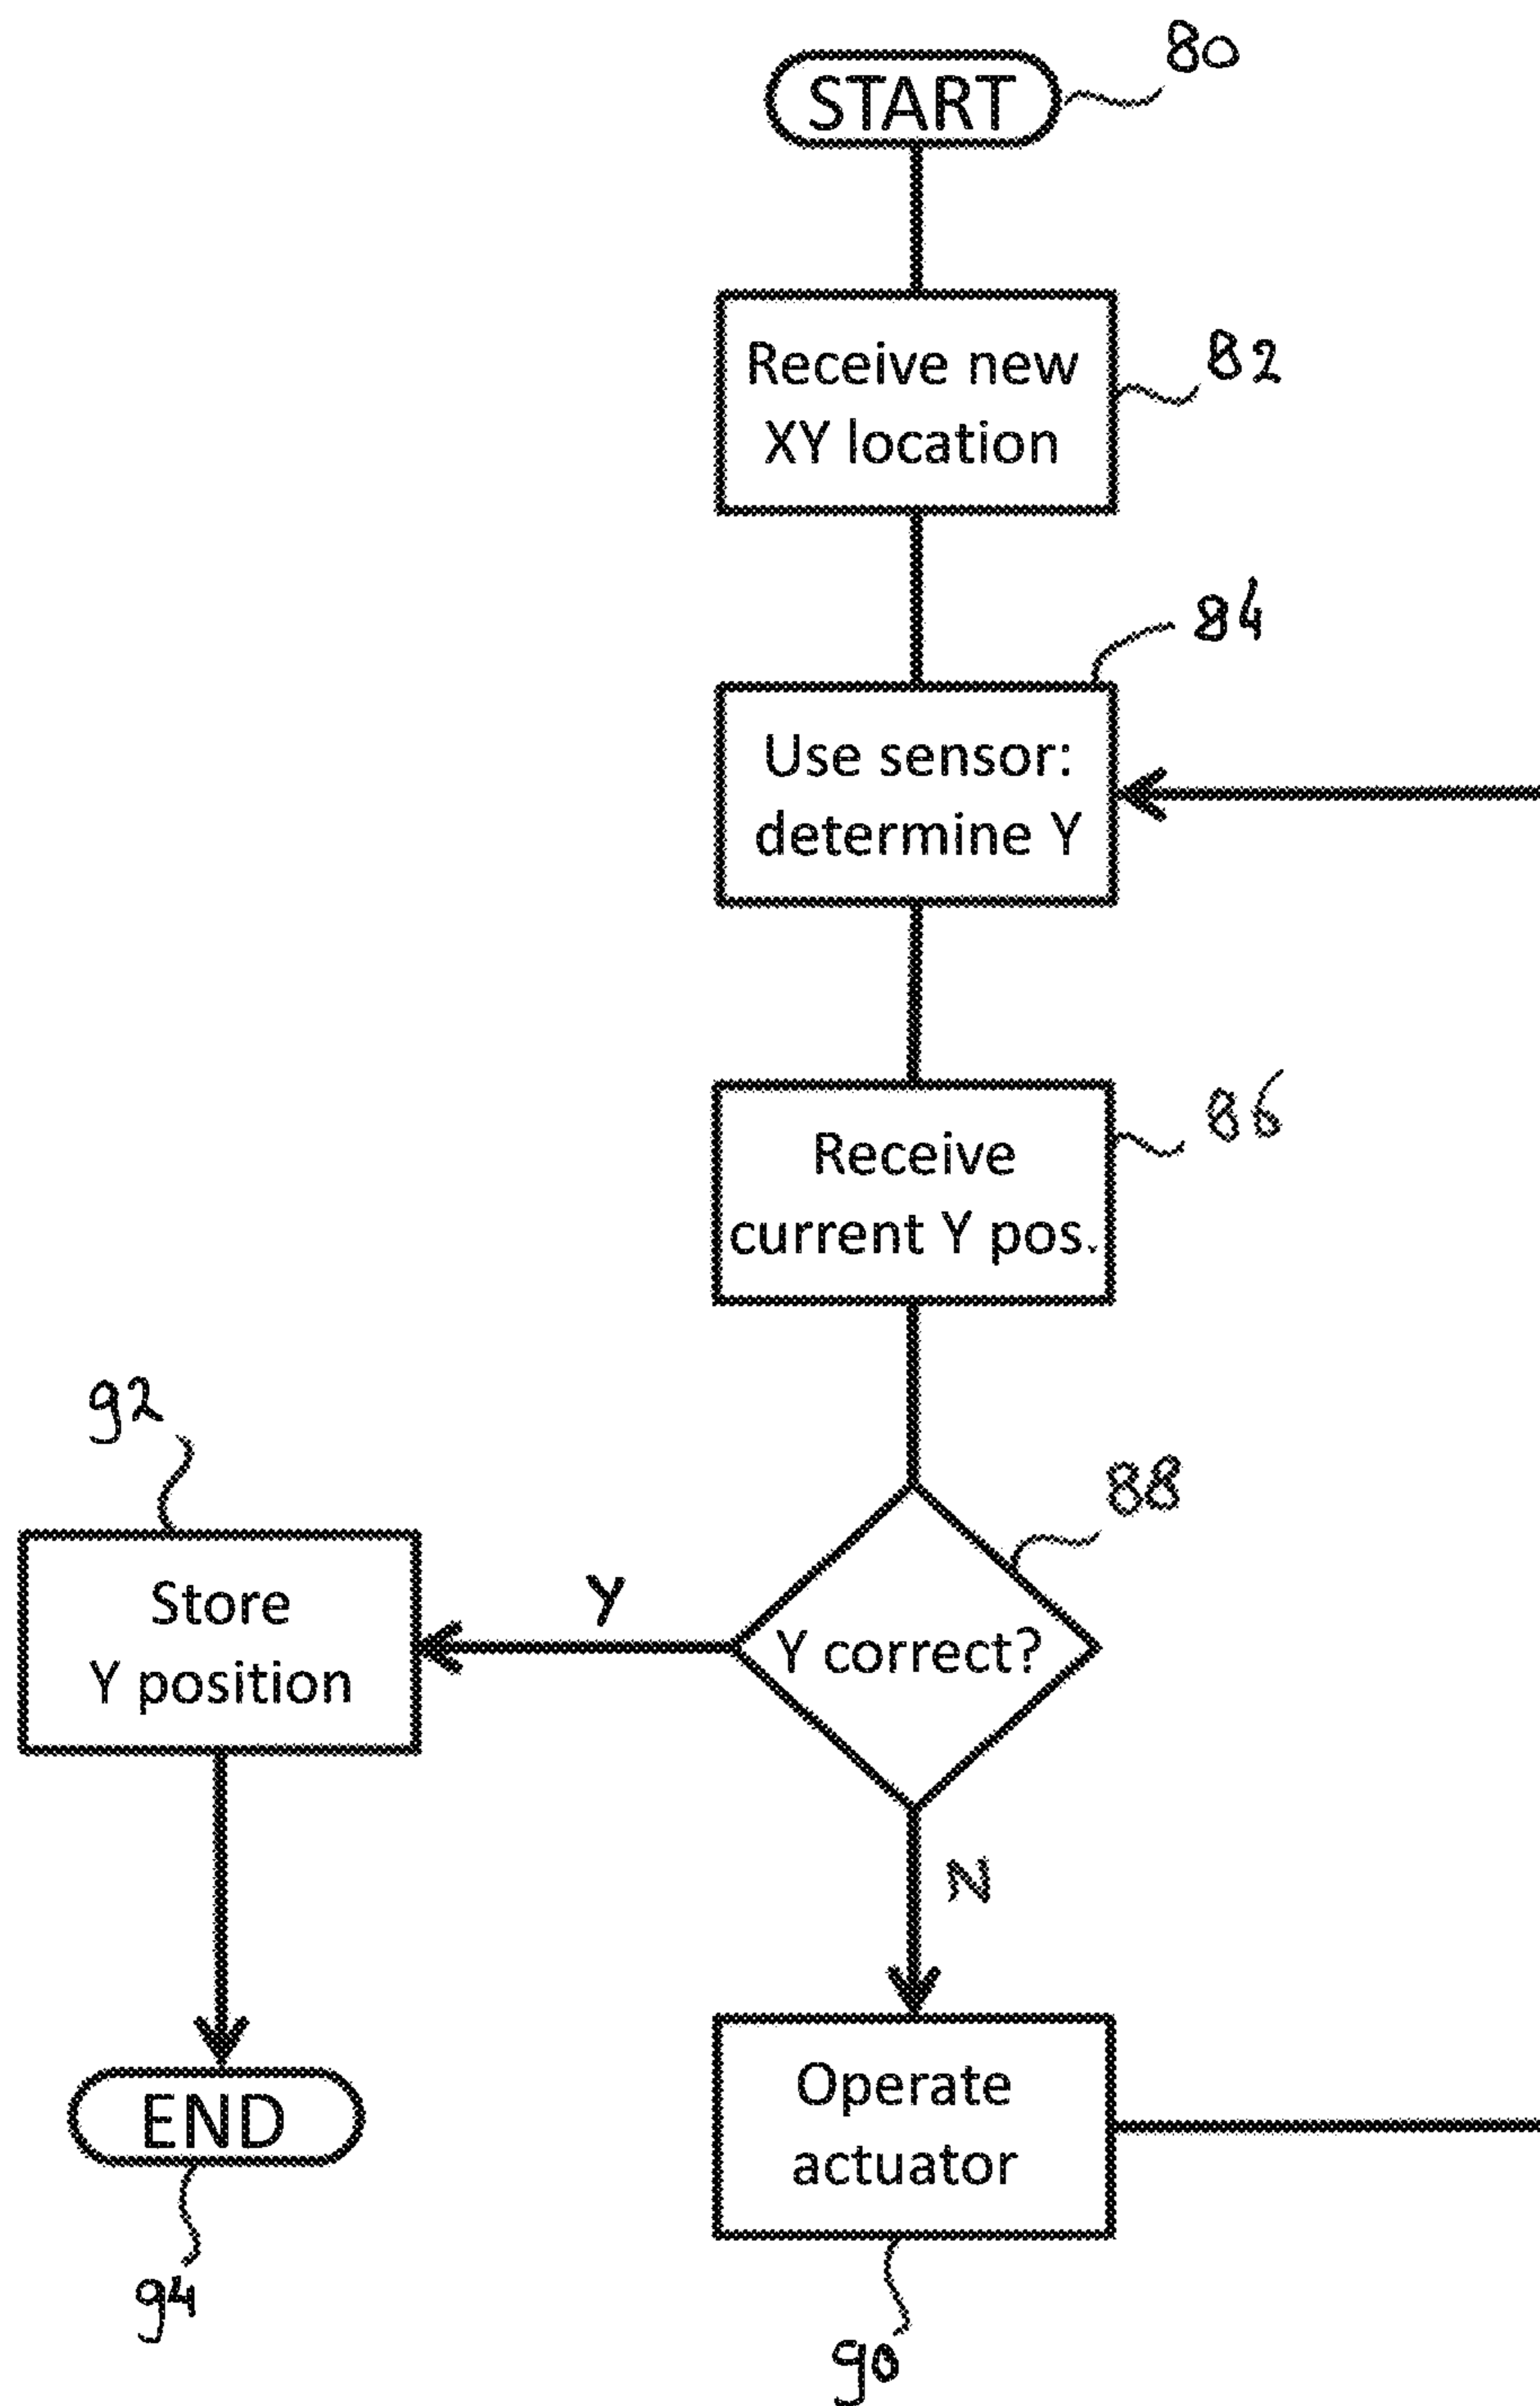 80
START
Receive new
XY location
82
84
Use sensor:
determine Y
86
Receive
current Y pos.
88
Y correct?
Y
92
Store
Y position
N
Operate
actuator
90
END
94